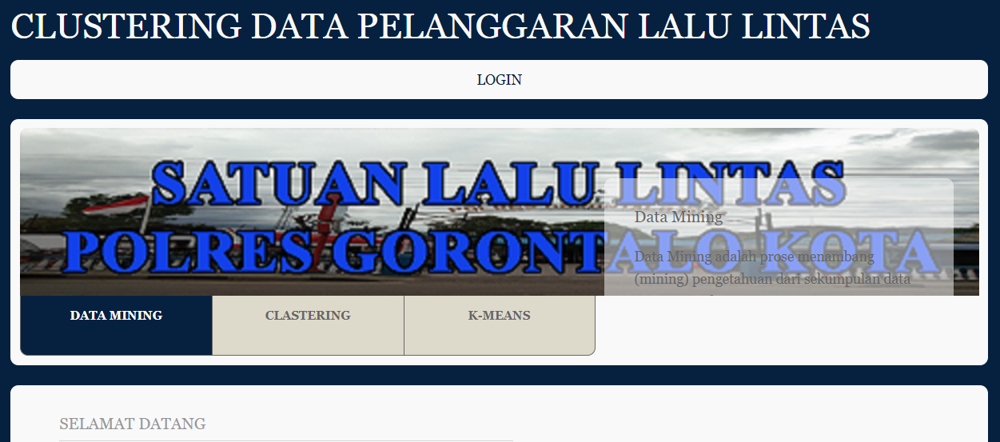 CLUSTERING DATA PELANGGARAN LALU LINTAS
LOGIN
SATUAN LALU LINTAS
POLRES GORONTALO KOTA
Data Mining
Data Mining adalah prose menambang
(mining) pengetahuan dari sekumpulan data
DATA MINING
CLASTERING
K-MEANS
SELAMAT DATANG